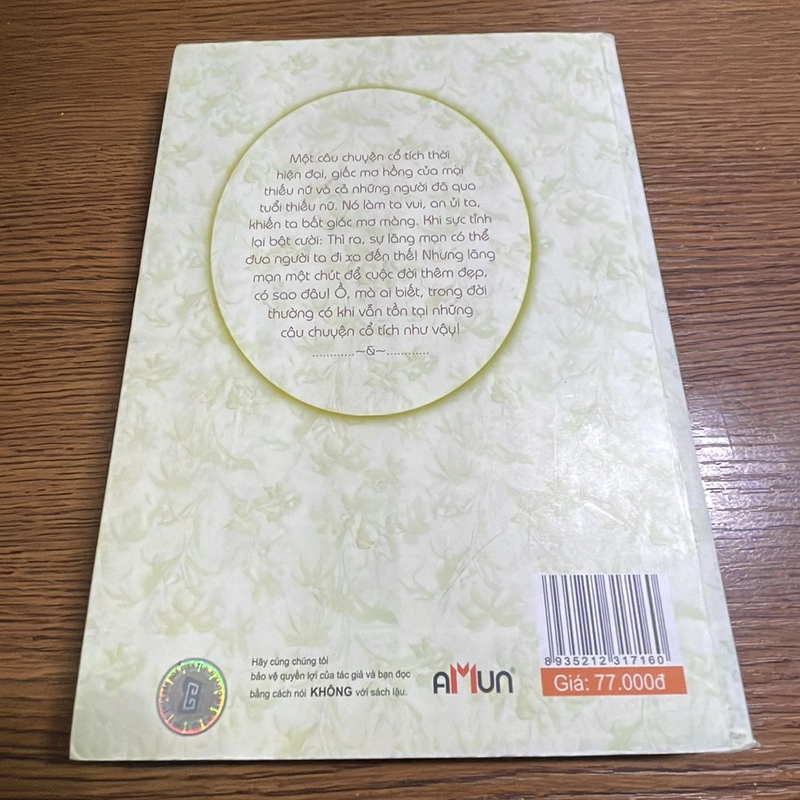 Một câu chuyện cổ tích thời
hiện đại, giấc mơ hồng của mọi
thiếu nữ và cả những người đã qua
tuổi thiếu nữ. Nó làm ta vui, an ủi ta,
khiến ta bất giác mơ màng. Khi sực tỉnh
lại bật cười: Thì ra, sự lãng mạn có thể
đưa người ta đi xa đến thế! Nhưng lãng
mạn một chút để cuộc đời thêm đẹp,
có sao đâu! Ồ, mà ai biết, trong đời
thường có khi vẫn tồn tại những
câu chuyện cổ tích như vậy!
............~&~............
Hãy cùng chúng tôi
bảo vệ quyền lợi của tác giả và bạn đọc
bằng cách nói KHÔNG với sách lậu.
AMUN®
8 935212 317160
Giá: 77.000đ